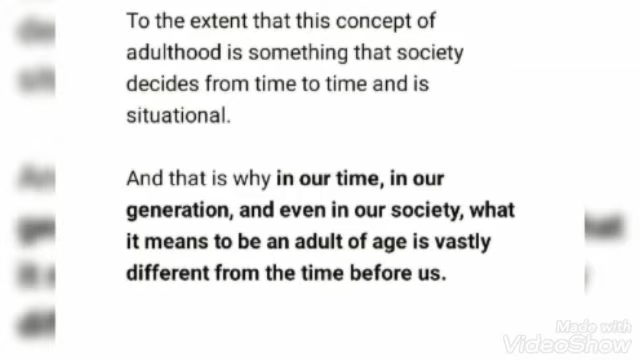 To the extent that this concept of
adulthood is something that society
decides from time to time and is
situational.
And that is why in our time, in our
generation, and even in our society, what
it means to be an adult of age is vastly
different from the time before us.
Made with
VideoShow